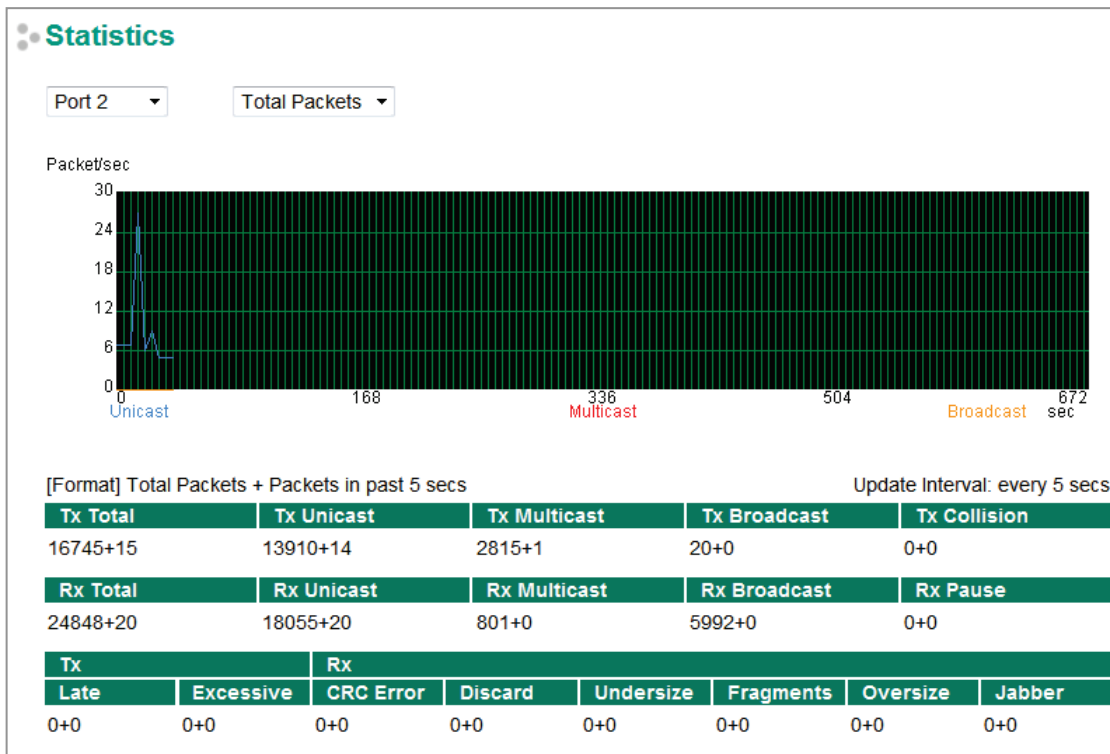 Statistics
Port 2 Total Packets
Packet/sec
30
24
18
12
6
0
0 168 336 504 672
Unicast Multicast Broadcast sec
[Format] Total Packets + Packets in past 5 secs Update Interval: every 5 secs
Tx Total Tx Unicast Tx Multicast Tx Broadcast Tx Collision
16745+15 13910+14 2815+1 20+0 0+0
Rx Total Rx Unicast Rx Multicast Rx Broadcast Rx Pause
24848+20 18055+20 801+0 5992+0 0+0
Tx Rx
Late Excessive CRC Error Discard Undersize Fragments Oversize Jabber
0+0 0+0 0+0 0+0 0+0 0+0 0+0 0+0